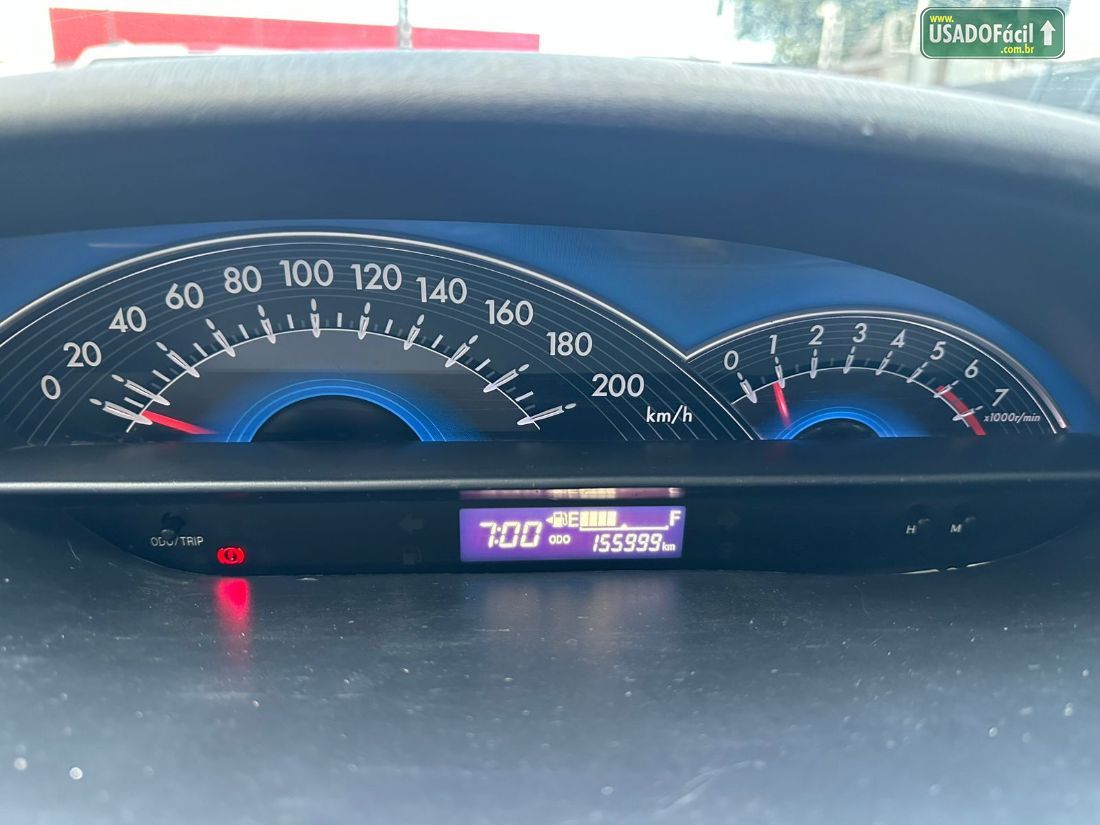 www.
USADOFácil
.com.br
0 20 40 60 80 100 120 140 160 180 200
km/h
0 1 2 3 4 5 6 7
x1000r/min
ODO/TRIP
7:00 E F
ODO 155999 km
H M